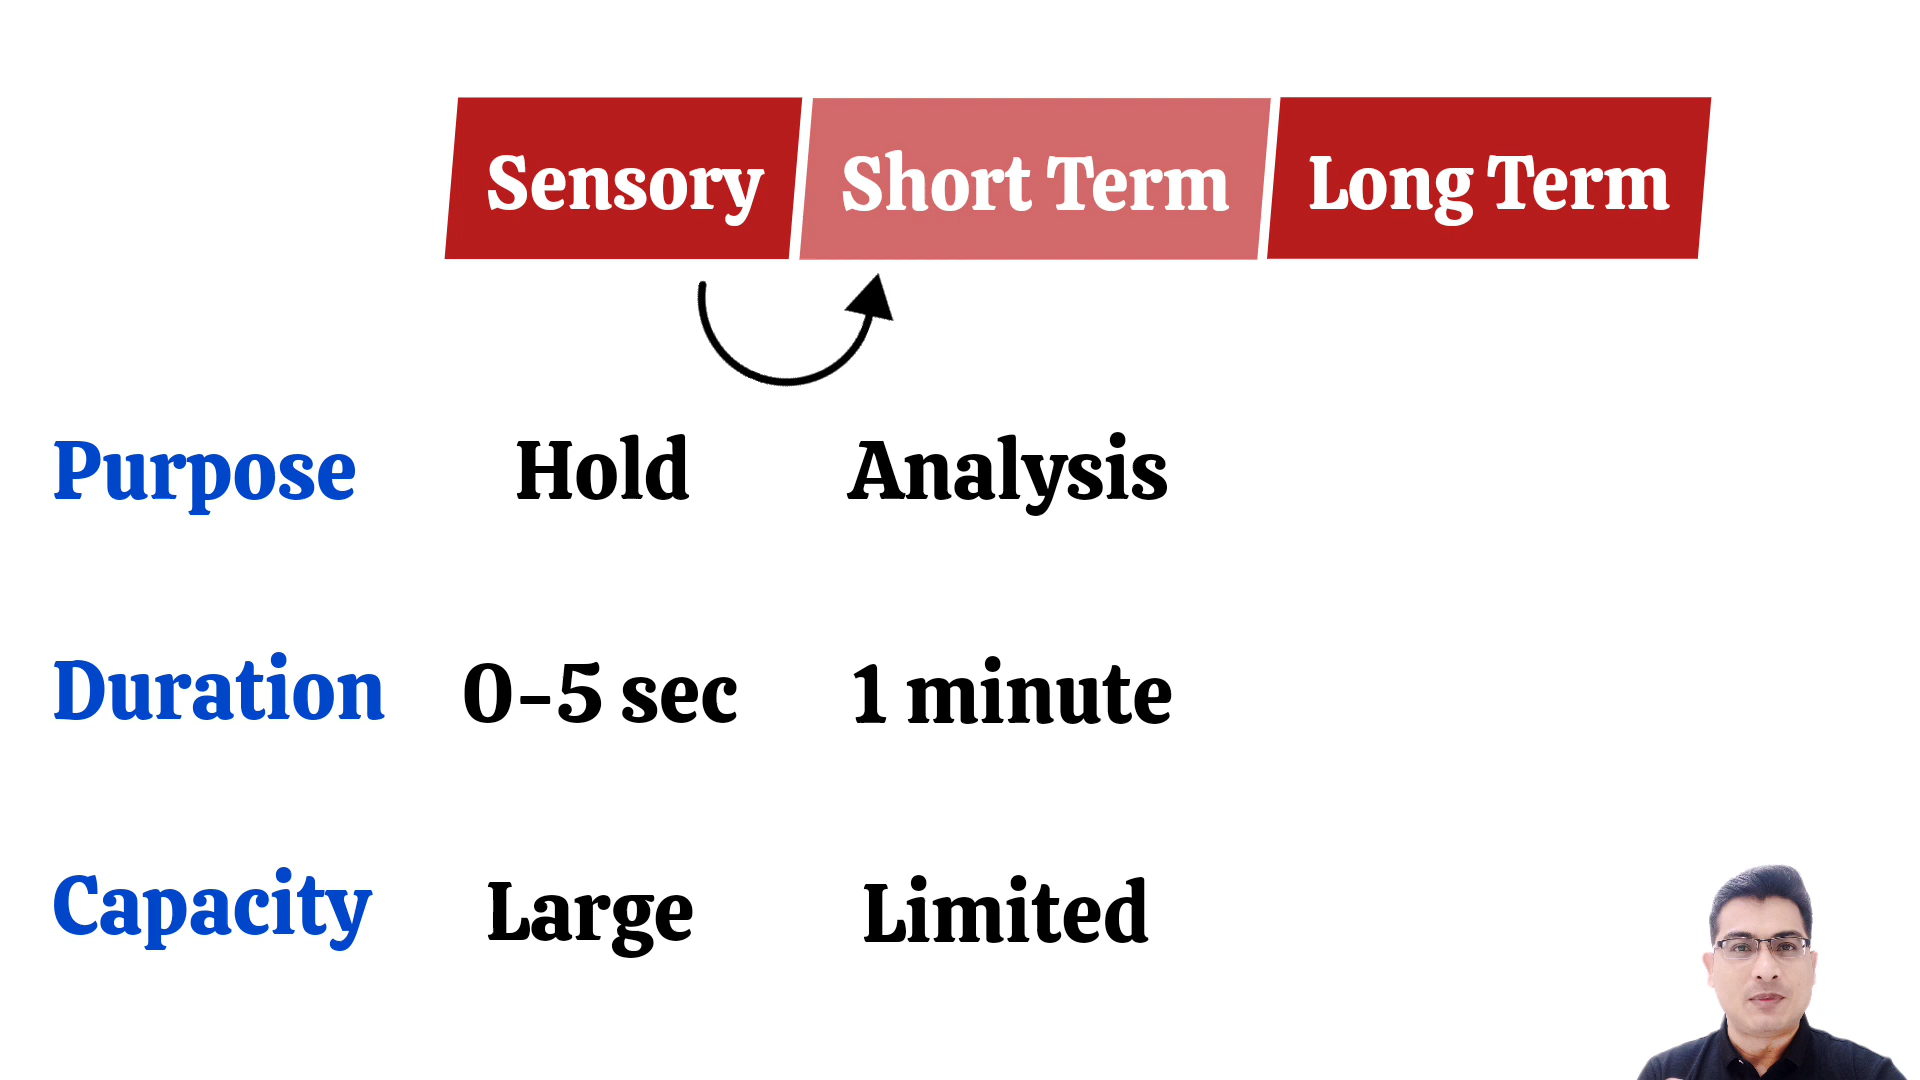 Sensory Short Term Long Term
Purpose Hold Analysis
Duration 0-5 sec 1 minute
Capacity Large Limited